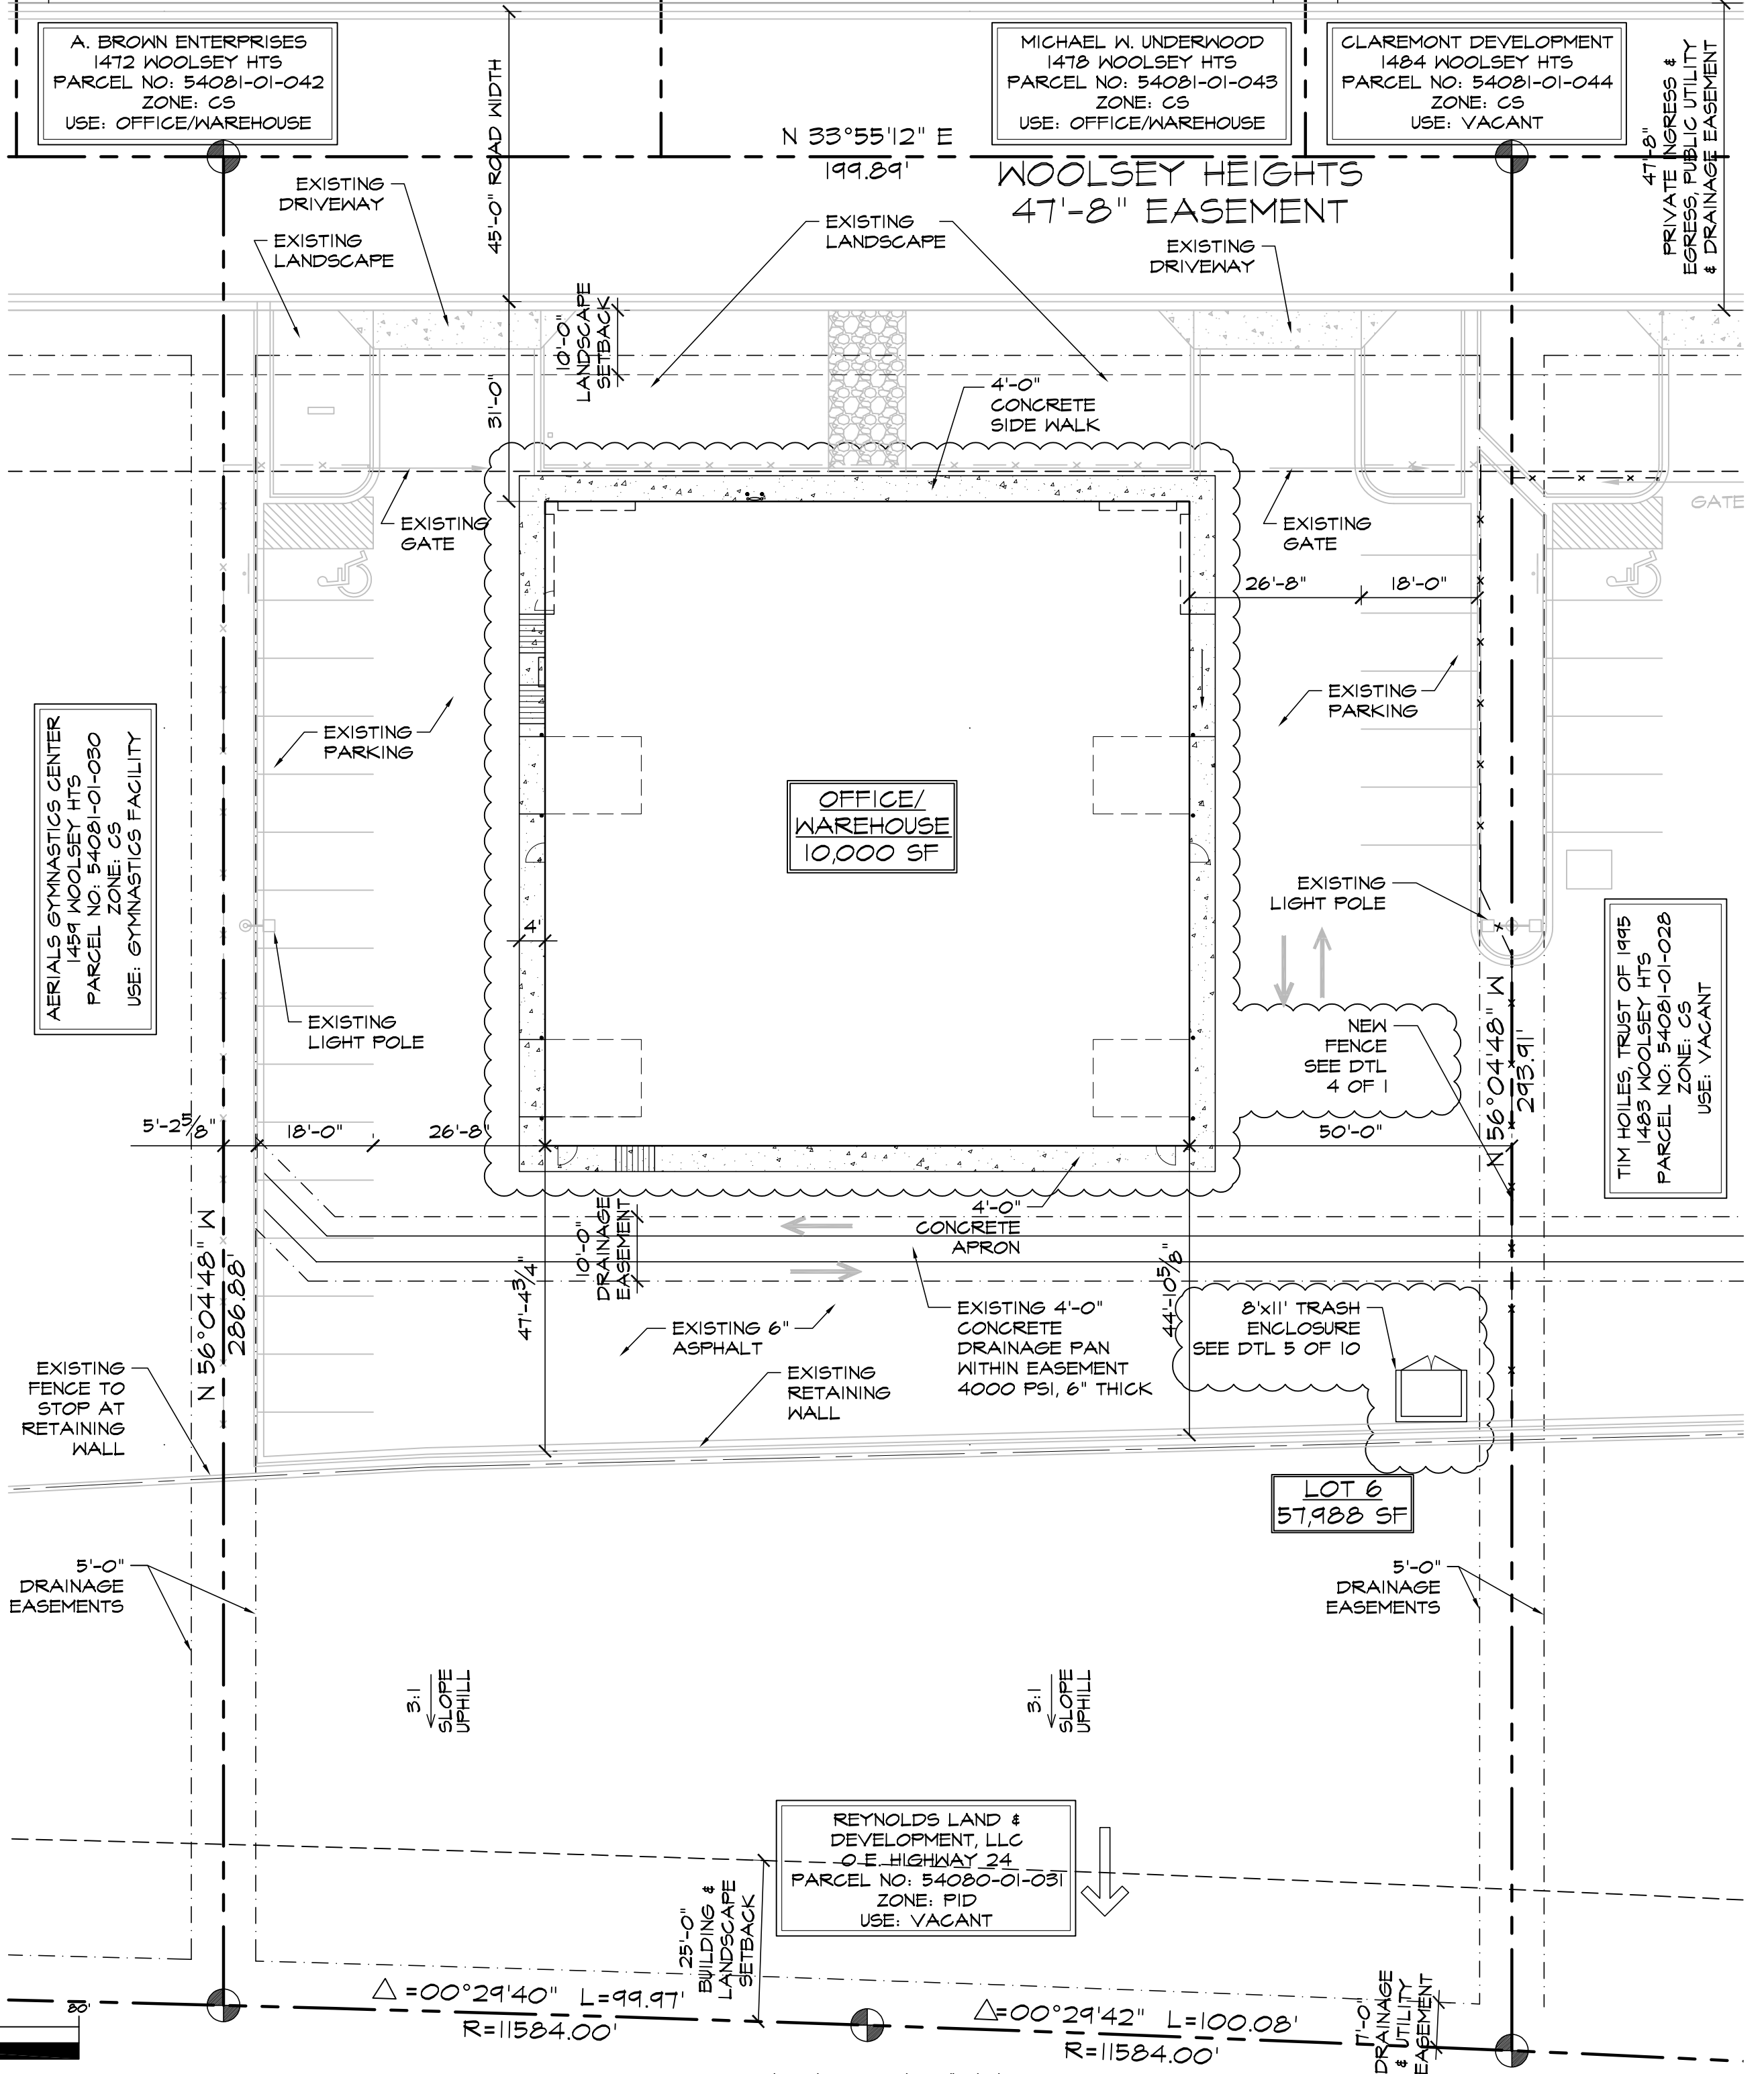 A. BROWN ENTERPRISES
1472 WOOLSEY HTS
PARCEL NO: 54081-01-042
ZONE: CS
USE: OFFICE/WAREHOUSE
MICHAEL W. UNDERWOOD
1478 WOOLSEY HTS
PARCEL NO: 54081-01-043
ZONE: CS
USE: OFFICE/WAREHOUSE
CLAREMONT DEVELOPMENT
1484 WOOLSEY HTS
PARCEL NO: 54081-01-044
ZONE: CS
USE: VACANT
47'-8"
PRIVATE INGRESS &
EGRESS, PUBLIC UTILITY
& DRAINAGE EASEMENT
45'-0" ROAD WIDTH
N 33°55'12" E
199.89'
WOOLSEY HEIGHTS
47'-8" EASEMENT
EXISTING
DRIVEWAY
EXISTING
LANDSCAPE
EXISTING
LANDSCAPE
EXISTING
DRIVEWAY
10'-0"
LANDSCAPE
SETBACK
31'-0"
4'-0"
CONCRETE
SIDE WALK
EXISTING
GATE
EXISTING
GATE
GATE
26'-8"
18'-0"
EXISTING
PARKING
EXISTING
PARKING
AERIALS GYMNASTICS CENTER
1459 WOOLSEY HTS
PARCEL NO: 54081-01-030
ZONE: CS
USE: GYMNASTICS FACILITY
OFFICE/
WAREHOUSE
10,000 SF
EXISTING
LIGHT POLE
4'
EXISTING
LIGHT POLE
NEW
FENCE
SEE DTL
4 OF 1
N 56°04'48" W
293.91'
TIM HOILES, TRUST OF 1995
1483 WOOLSEY HTS
PARCEL NO: 54081-01-028
ZONE: CS
USE: VACANT
5'-2 5/8"
18'-0"
26'-8"
50'-0"
N 56°04'48" W
286.88'
10'-0"
DRAINAGE
EASEMENT
4'-0"
CONCRETE
APRON
47'-4 3/4"
44'-10 5/8"
EXISTING 6"
ASPHALT
EXISTING 4'-0"
CONCRETE
DRAINAGE PAN
WITHIN EASEMENT
4000 PSI, 6" THICK
8'x11' TRASH
ENCLOSURE
SEE DTL 5 OF 10
EXISTING
FENCE TO
STOP AT
RETAINING
WALL
EXISTING
RETAINING
WALL
LOT 6
57,988 SF
5'-0"
DRAINAGE
EASEMENTS
5'-0"
DRAINAGE
EASEMENTS
3:1
SLOPE
UPHILL
3:1
SLOPE
UPHILL
REYNOLDS LAND &
DEVELOPMENT, LLC
O E. HIGHWAY 24
PARCEL NO: 54080-01-031
ZONE: PID
USE: VACANT
25'-0"
BUILDING &
LANDSCAPE
SETBACK
80'
△ =00°29'40" L=99.97'
R=11584.00'
△=00°29'42" L=100.08'
R=11584.00'
17'-0"
DRAINAGE
& UTILITY
EASEMENT